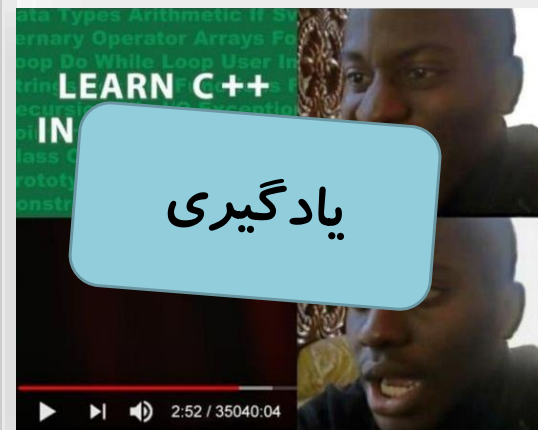 ata Types Arithmetic If Sw
ernary Operator Arrays Fo
oop Do While Loop User In
LEARN C++
IN
یادگیری
2:52 / 35040:04